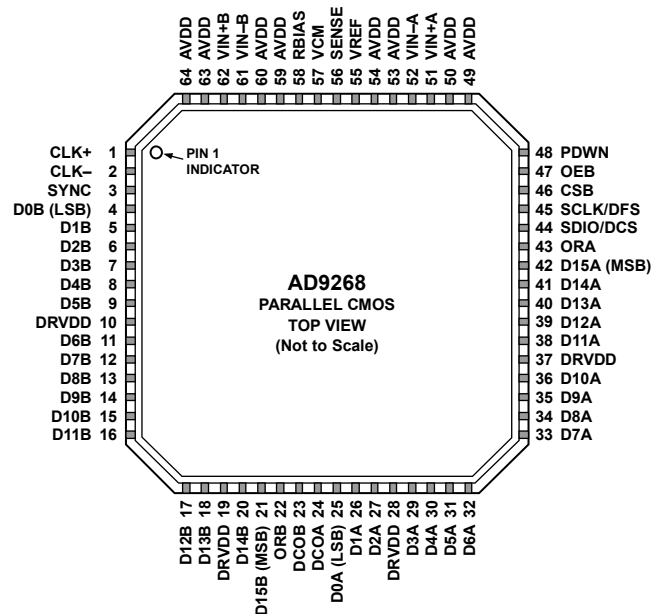 64 AVDD
63 AVDD
62 VIN+B
61 VIN–B
60 AVDD
59 AVDD
58 RBIAS
57 VCM
56 SENSE
55 VREF
54 AVDD
53 AVDD
52 VIN–A
51 VIN+A
50 AVDD
49 AVDD
CLK+ 1
CLK– 2
SYNC 3
D0B (LSB) 4
D1B 5
D2B 6
D3B 7
D4B 8
D5B 9
DRVDD 10
D6B 11
D7B 12
D8B 13
D9B 14
D10B 15
D11B 16
PIN 1
INDICATOR
AD9268
PARALLEL CMOS
TOP VIEW
(Not to Scale)
48 PDWN
47 OEB
46 CSB
45 SCLK/DFS
44 SDIO/DCS
43 ORA
42 D15A (MSB)
41 D14A
40 D13A
39 D12A
38 D11A
37 DRVDD
36 D10A
35 D9A
34 D8A
33 D7A
D12B 17
D13B 18
DRVDD 19
D14B 20
D15B (MSB) 21
ORB 22
DCOB 23
DCOA 24
D0A (LSB) 25
D1A 26
D2A 27
DRVDD 28
D3A 29
D4A 30
D5A 31
D6A 32